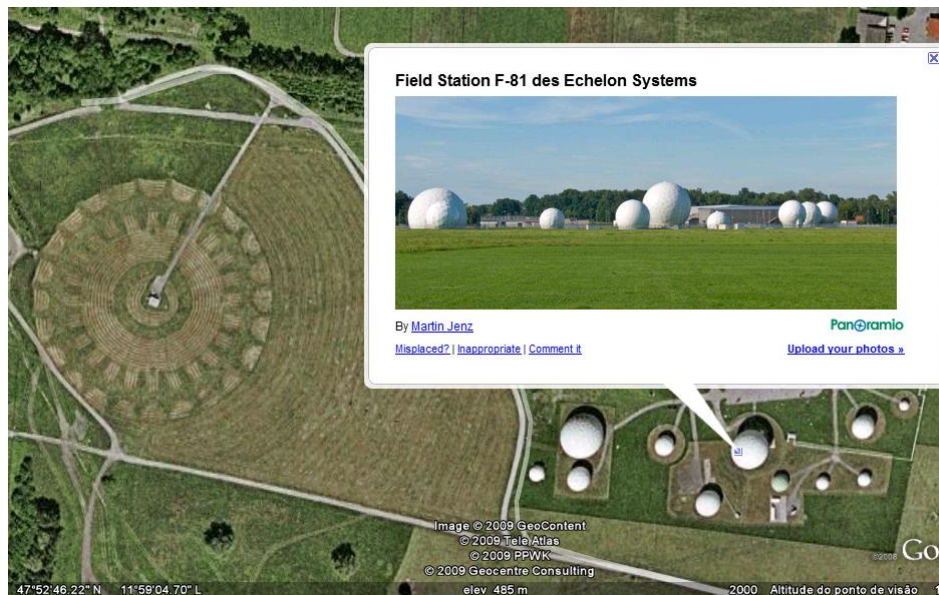 Field Station F-81 des Echelon Systems
By Martin Jenz
Panoramio
Misplaced? | Inappropriate | Comment it
Upload your photos »
Image © 2009 GeoContent
© 2009 Tele Atlas
© 2009 PPWK
© 2009 Geocentre Consulting
©2008 Go
47°52'46.22" N 11°59'04.70" L elev 485 m 2000 Altitude do ponto de visão 1